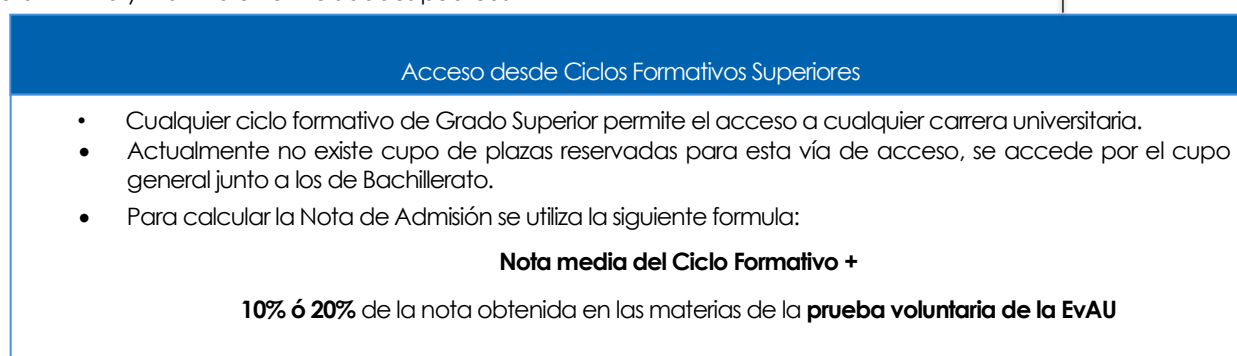 Acceso desde Ciclos Formativos Superiores
• Cualquier ciclo formativo de Grado Superior permite el acceso a cualquier carrera universitaria.
• Actualmente no existe cupo de plazas reservadas para esta vía de acceso, se accede por el cupo
general junto a los de Bachillerato.
• Para calcular la Nota de Admisión se utiliza la siguiente formula:
Nota media del Ciclo Formativo +
10% ó 20% de la nota obtenida en las materias de la prueba voluntaria de la EvAU